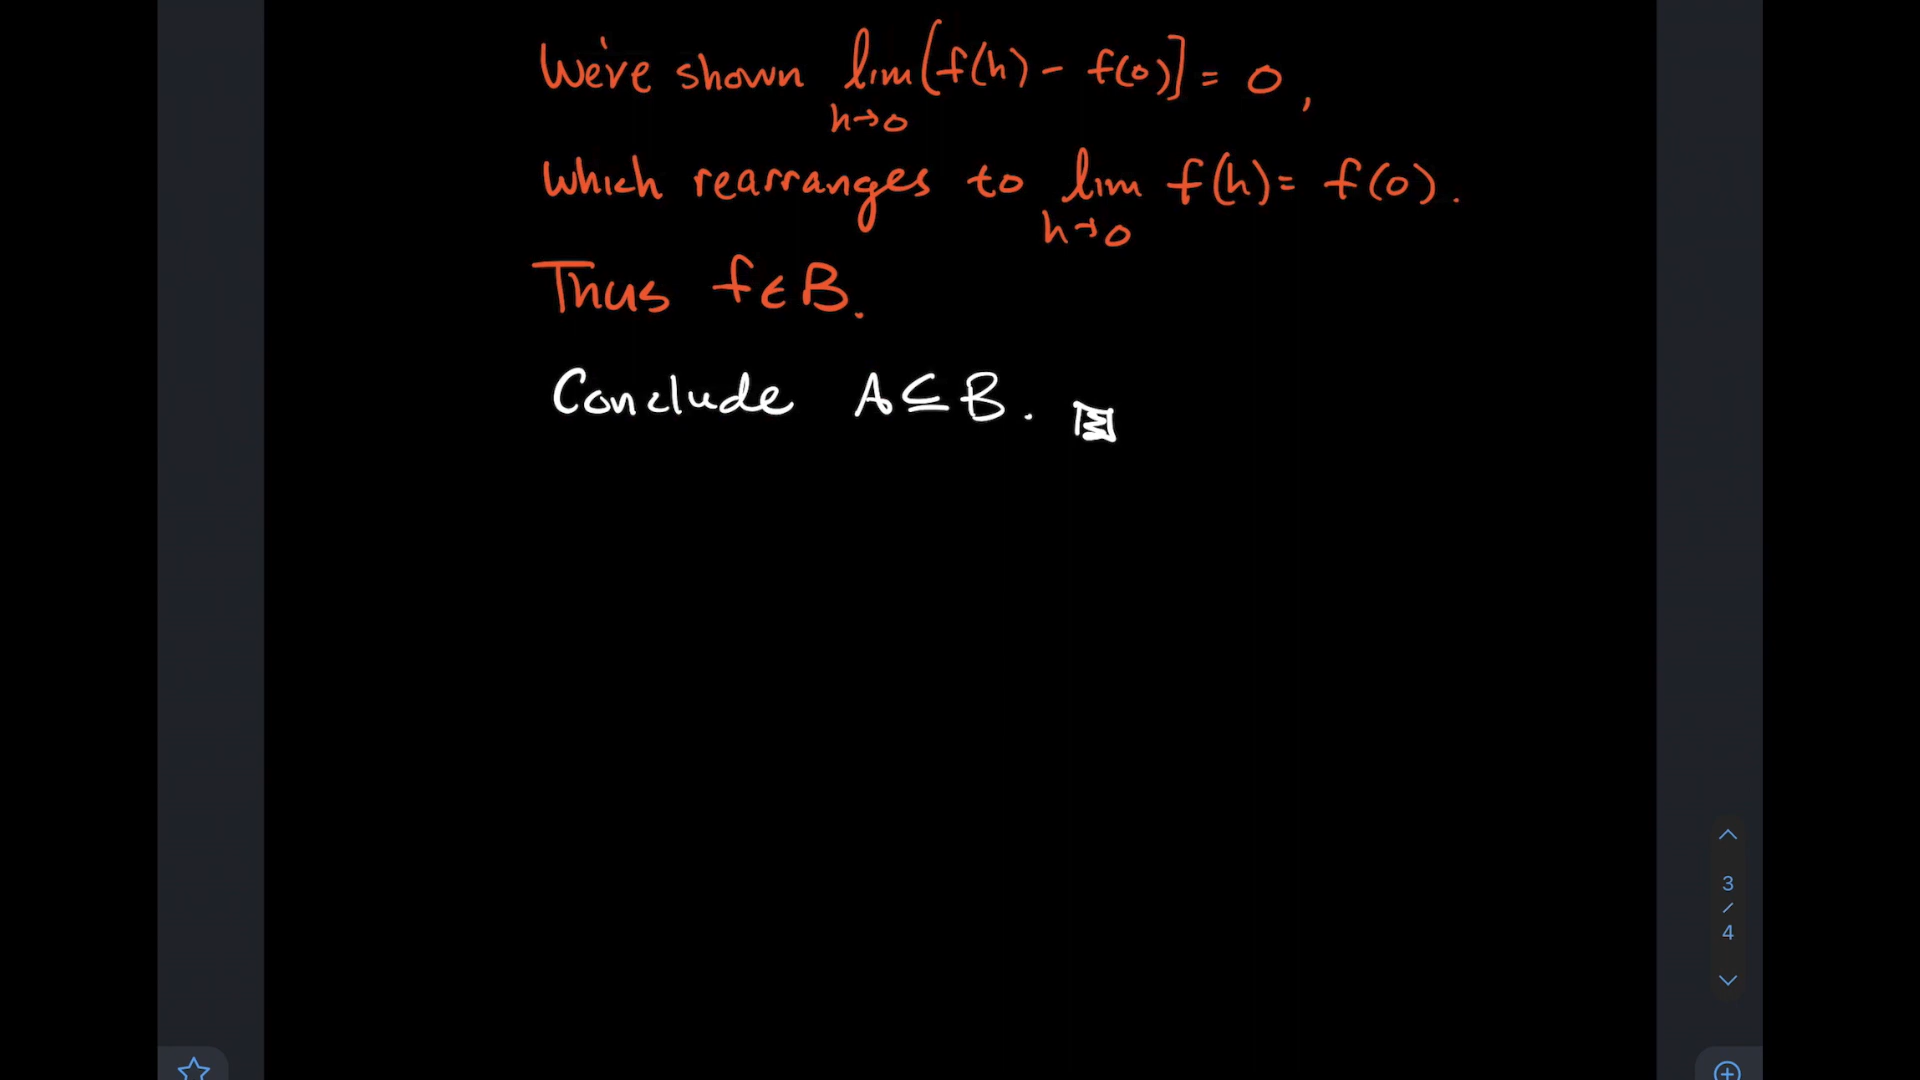 We've shown lim [f(h) - f(0)] = 0,
h→0
which rearranges to lim f(h) = f(0).
h→0
Thus f ∈ B.
Conclude A ⊆ B.
3
/
4